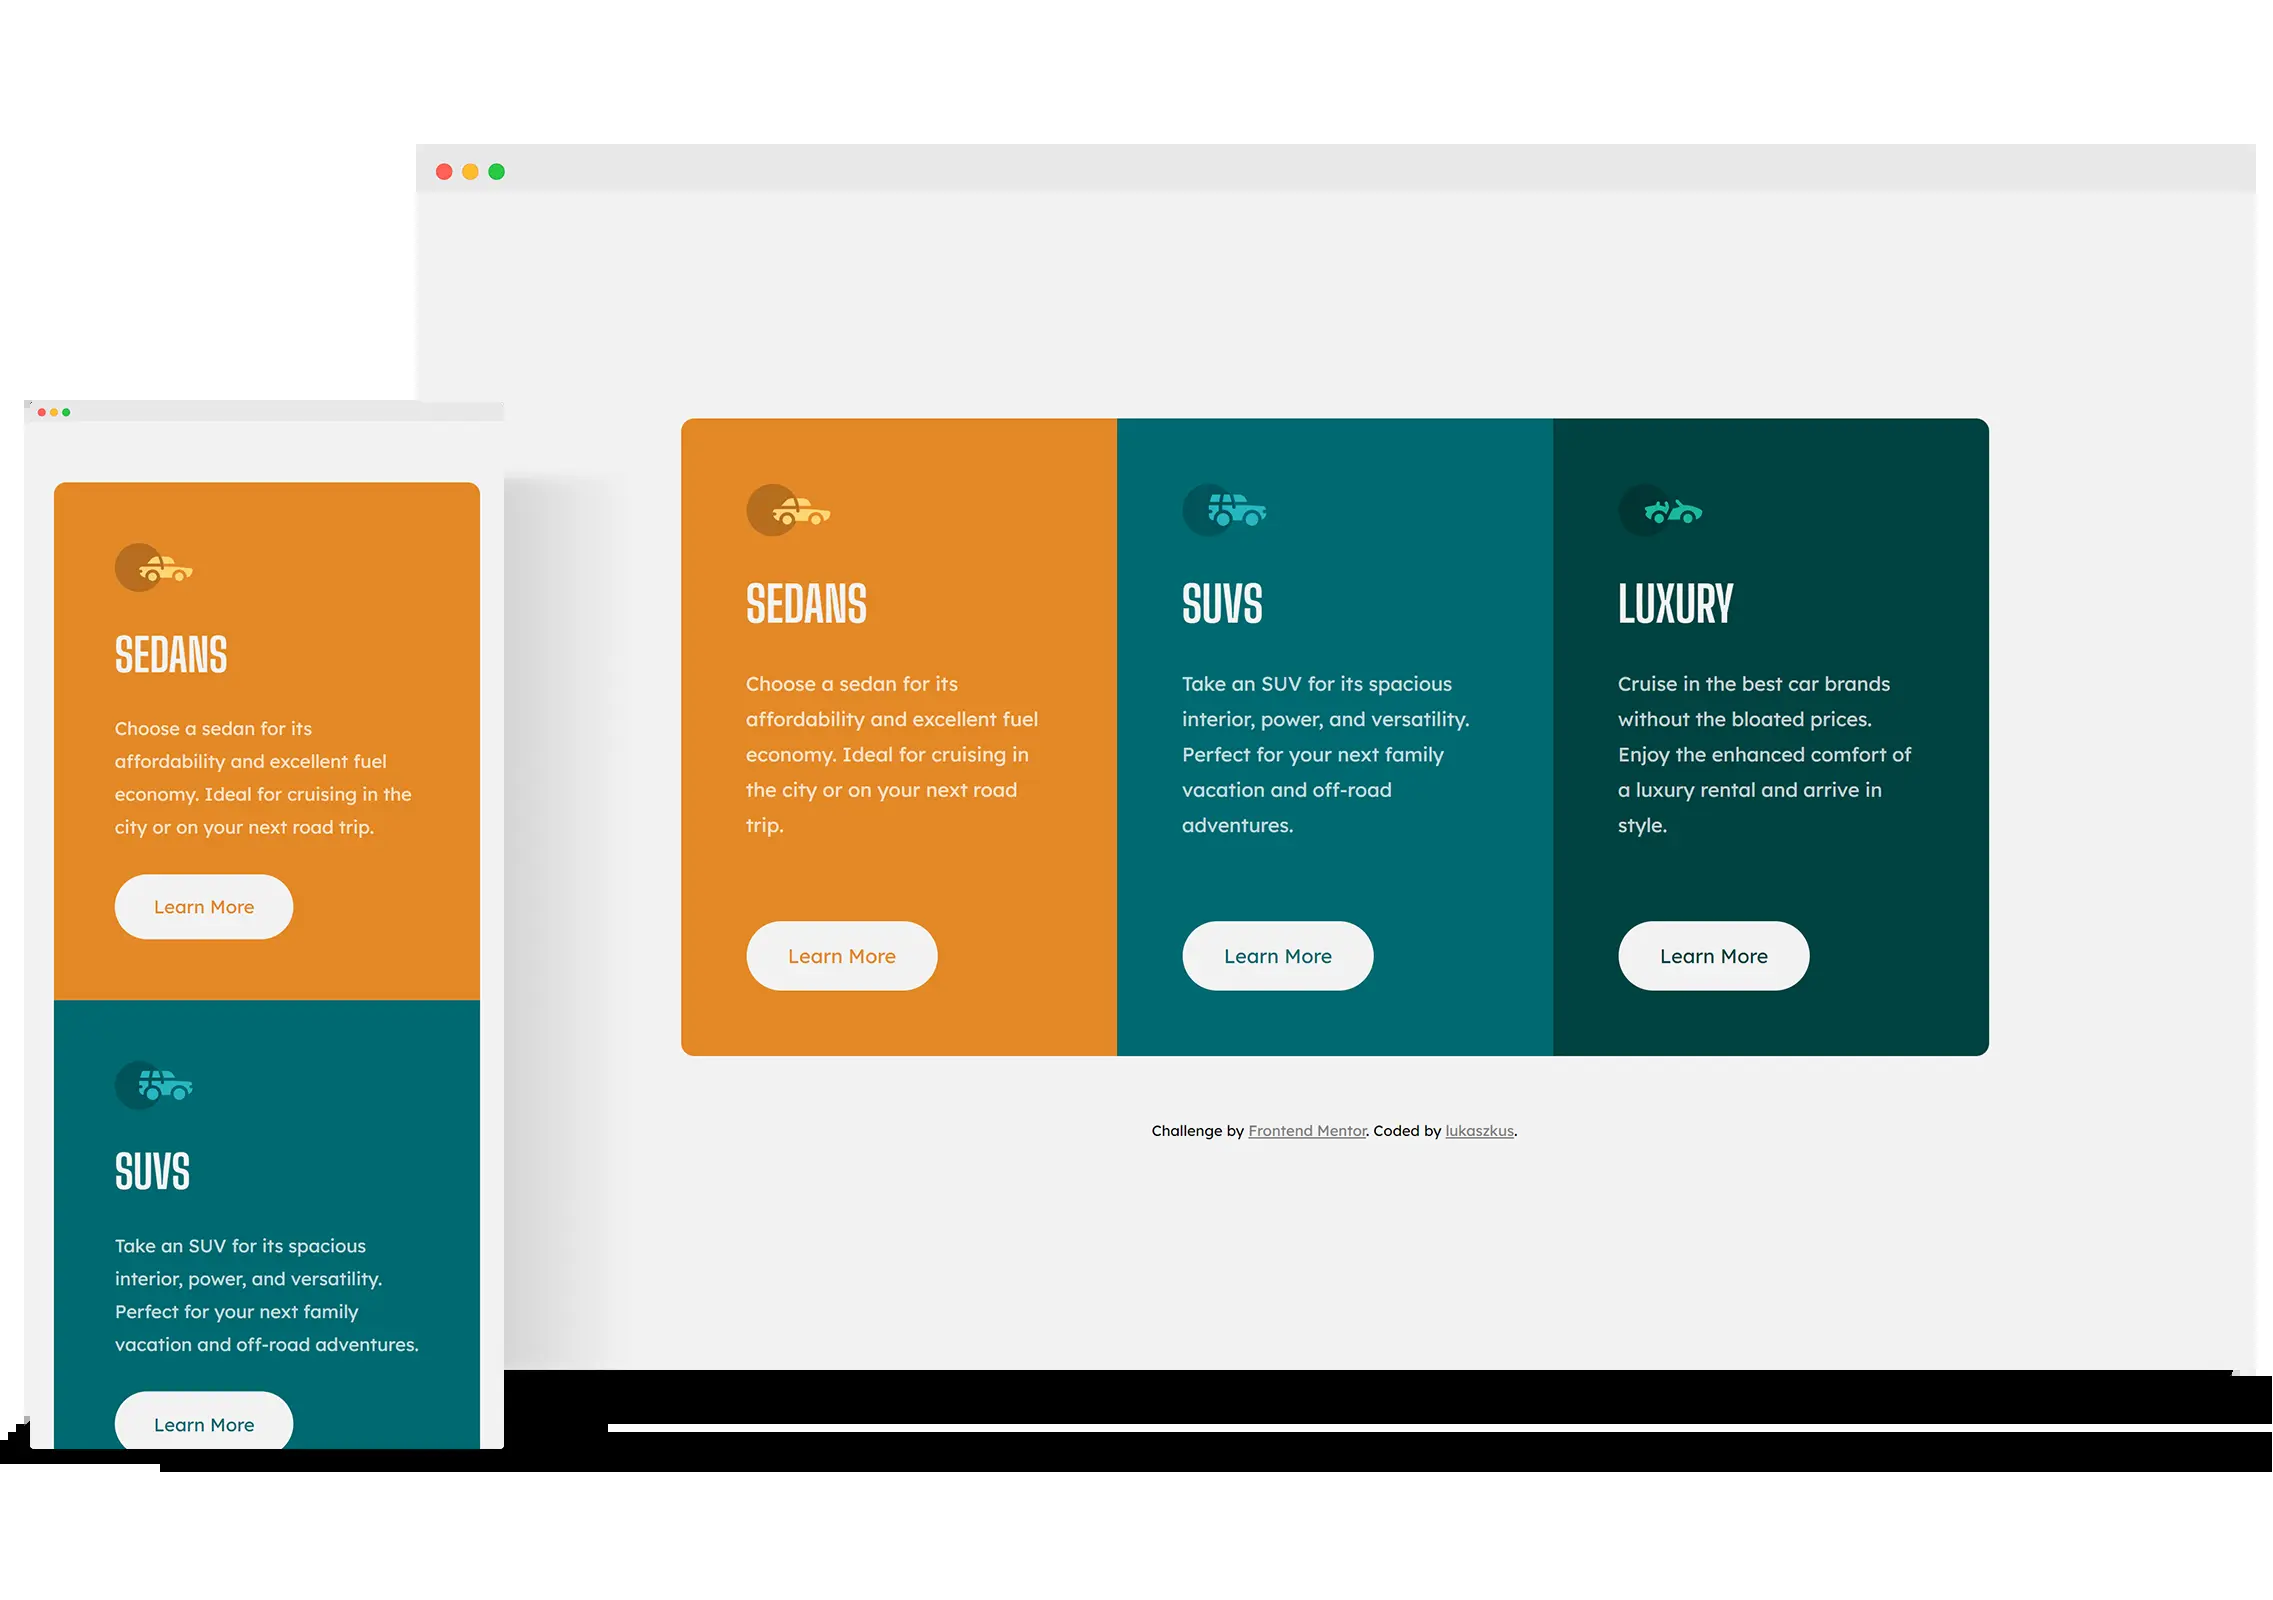 SEDANS
Choose a sedan for its
affordability and excellent fuel
economy. Ideal for cruising in the
city or on your next road trip.
Learn More
SUVS
Take an SUV for its spacious
interior, power, and versatility.
Perfect for your next family
vacation and off-road adventures.
Learn More
SEDANS
Choose a sedan for its
affordability and excellent fuel
economy. Ideal for cruising in
the city or on your next road
trip.
Learn More
SUVS
Take an SUV for its spacious
interior, power, and versatility.
Perfect for your next family
vacation and off-road
adventures.
Learn More
LUXURY
Cruise in the best car brands
without the bloated prices.
Enjoy the enhanced comfort of
a luxury rental and arrive in
style.
Learn More
Challenge by Frontend Mentor. Coded by lukaszkus.